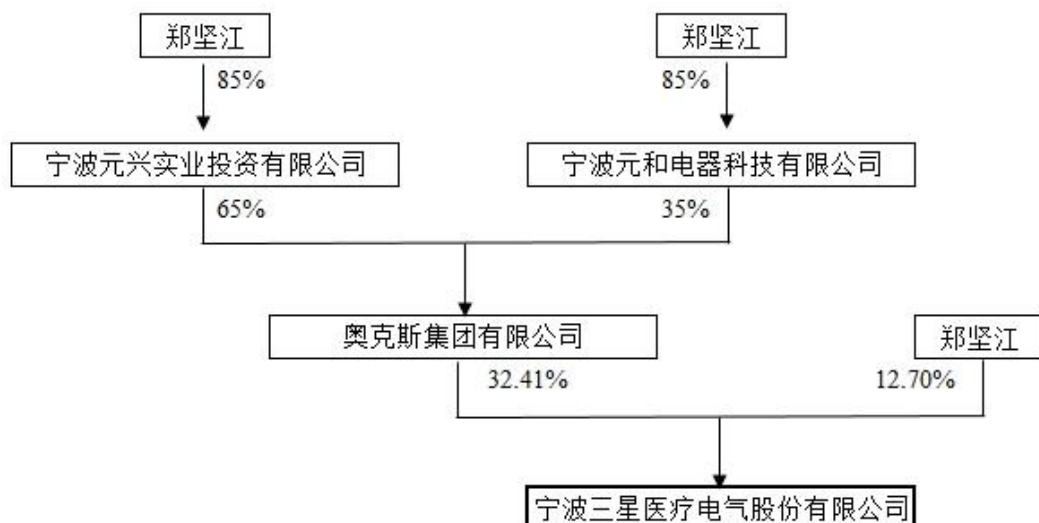 郑坚江
郑坚江
85%
85%
宁波元兴实业投资有限公司
宁波元和电器科技有限公司
65%
35%
奥克斯集团有限公司
郑坚江
32.41%
12.70%
宁波三星医疗电气股份有限公司